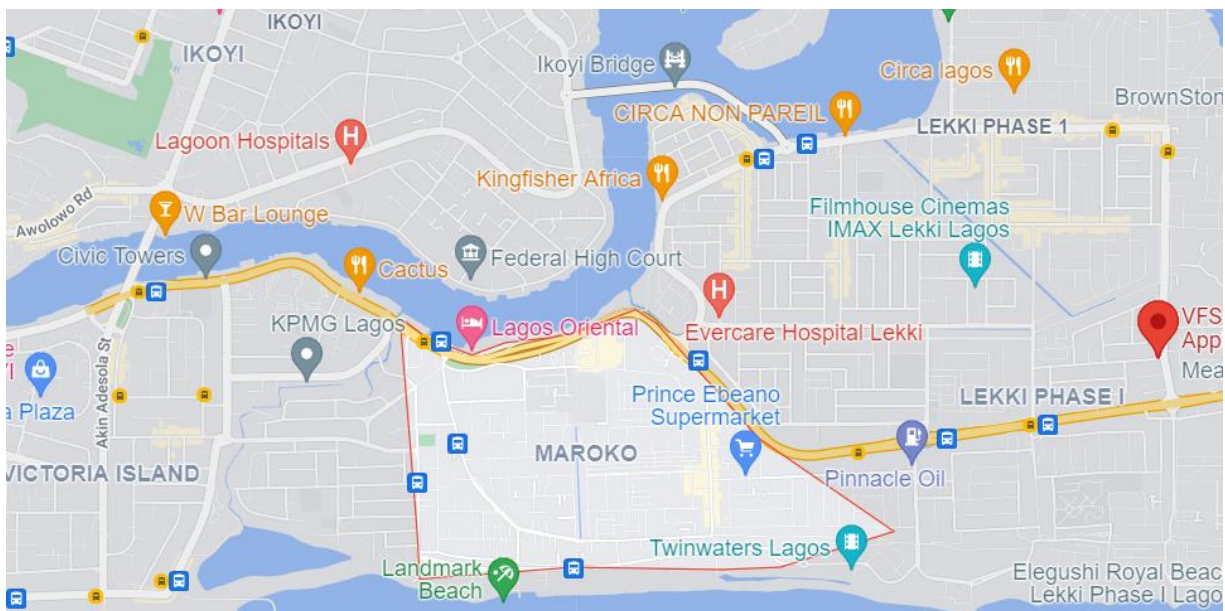 IKOYI
IKOYI
Ikoyi Bridge
Circa lagos
BrownSton
CIRCA NON PAREIL
LEKKI PHASE 1
Lagoon Hospitals
H
Kingfisher Africa
Awolowo Rd
W Bar Lounge
Filmhouse Cinemas
IMAX Lekki Lagos
Civic Towers
Federal High Court
Cactus
H
KPMG Lagos
Lagos Oriental
Evercare Hospital Lekki
VFS
App
Mea
e
YI
a Plaza
Akin Adesola St
Prince Ebeano
Supermarket
LEKKI PHASE I
MAROKO
VICTORIA ISLAND
Pinnacle Oil
Twinwaters Lagos
Landmark
Beach
Elegushi Royal Beac
Lekki Phase I Lago